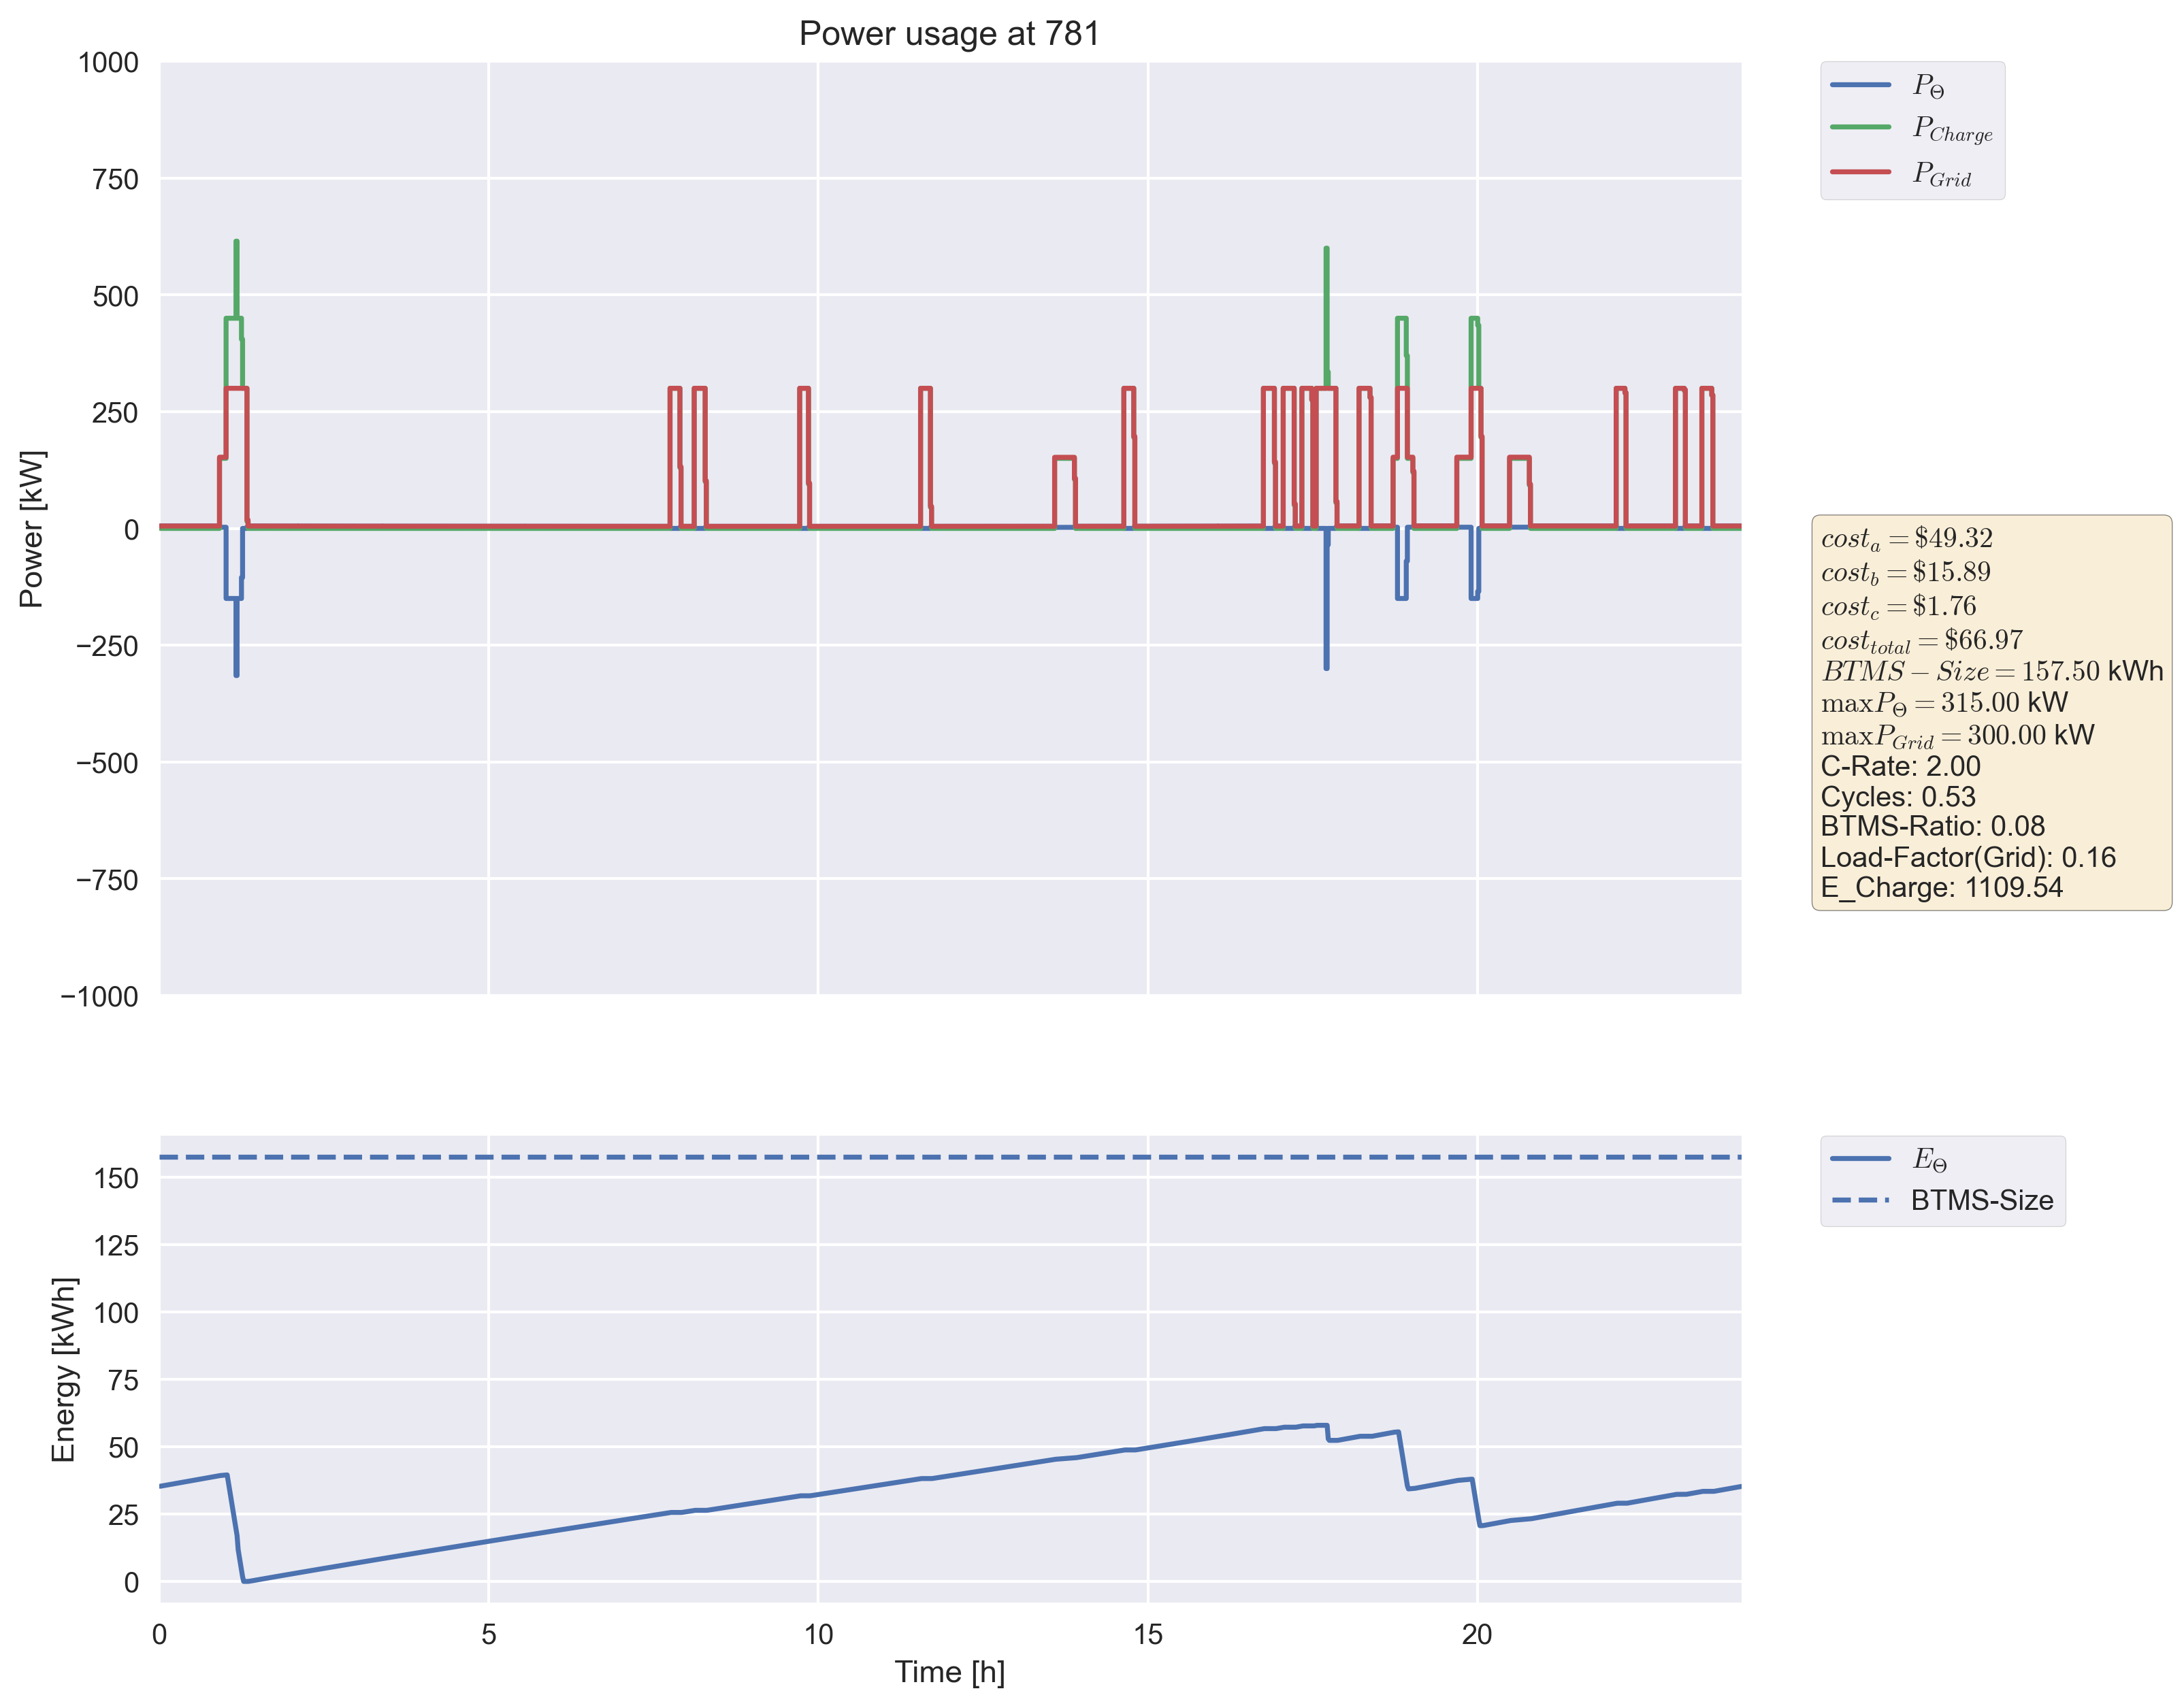 Power usage at 781
1000
750
500
250
0
−250
−500
−750
−1000
Power [kW]
P_Θ
P_Charge
P_Grid
cost_a = $49.32
cost_b = $15.89
cost_c = $1.76
cost_total = $66.97
BTMS − Size = 157.50 kWh
maxP_Θ = 315.00 kW
maxP_Grid = 300.00 kW
C-Rate: 2.00
Cycles: 0.53
BTMS-Ratio: 0.08
Load-Factor(Grid): 0.16
E_Charge: 1109.54
150
125
100
75
50
25
0
Energy [kWh]
E_Θ
BTMS-Size
0 5 10 15 20
Time [h]